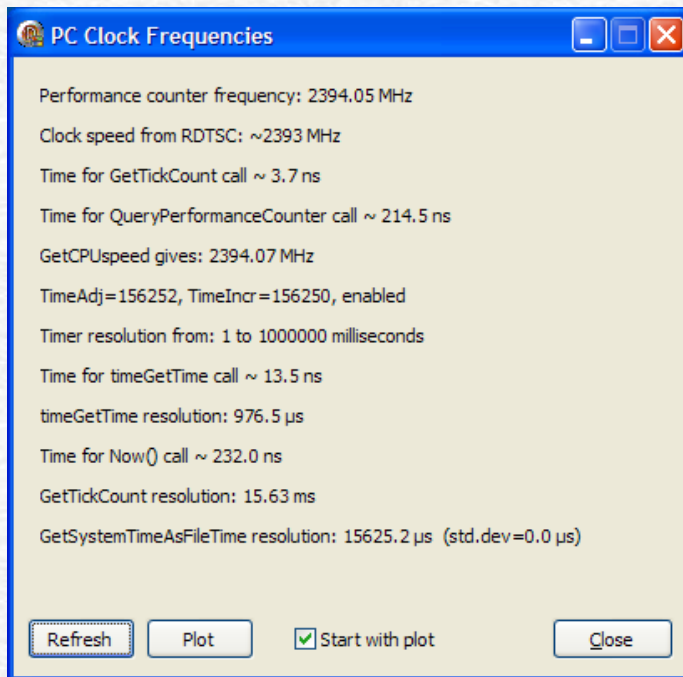 PC Clock Frequencies
Performance counter frequency: 2394.05 MHz
Clock speed from RDTSC: ~2393 MHz
Time for GetTickCount call ~ 3.7 ns
Time for QueryPerformanceCounter call ~ 214.5 ns
GetCPUspeed gives: 2394.07 MHz
TimeAdj=156252, TimeIncr=156250, enabled
Timer resolution from: 1 to 1000000 milliseconds
Time for timeGetTime call ~ 13.5 ns
timeGetTime resolution: 976.5 µs
Time for Now() call ~ 232.0 ns
GetTickCount resolution: 15.63 ms
GetSystemTimeAsFileTime resolution: 15625.2 µs (std.dev=0.0 µs)
Refresh Plot Start with plot Close